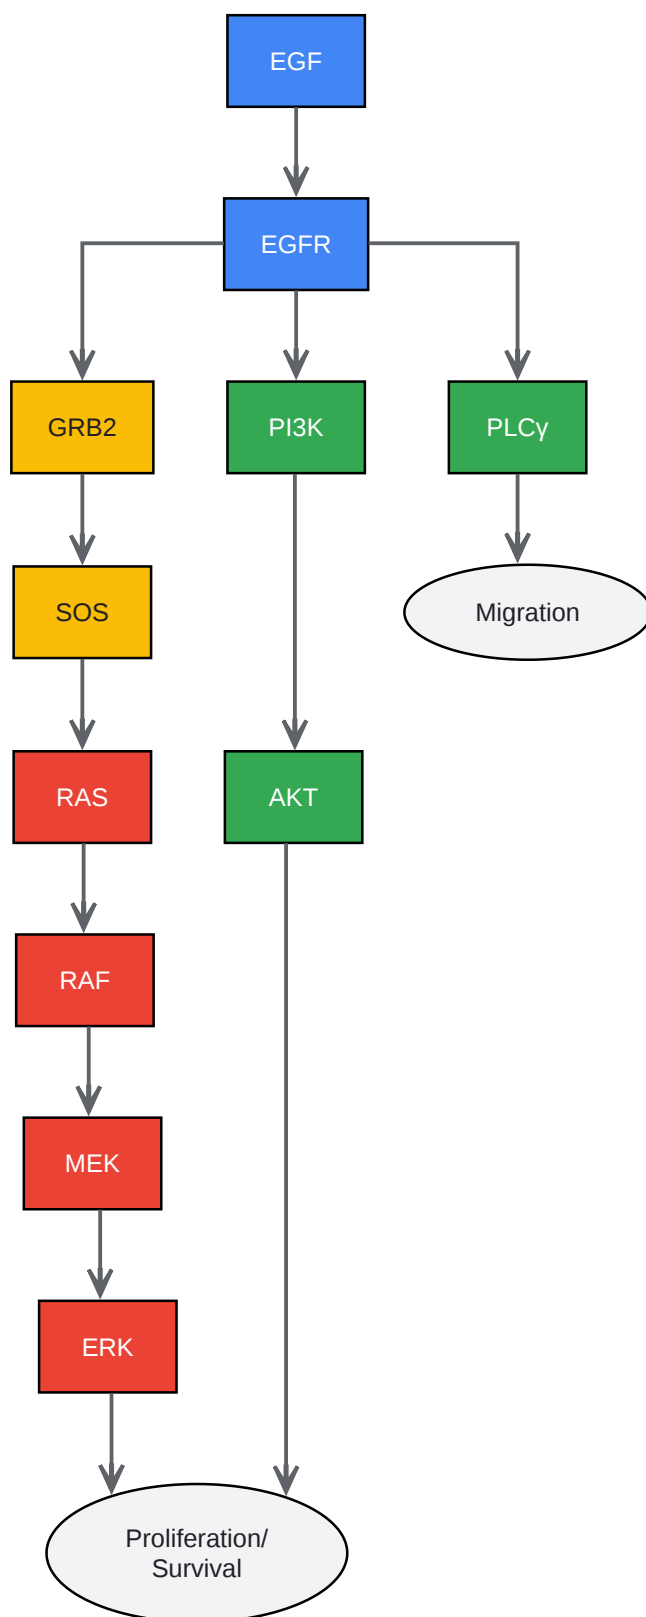 EGF
EGFR
GRB2
PI3K
PLCγ
SOS
Migration
RAS
AKT
RAF
MEK
ERK
Proliferation/
Survival